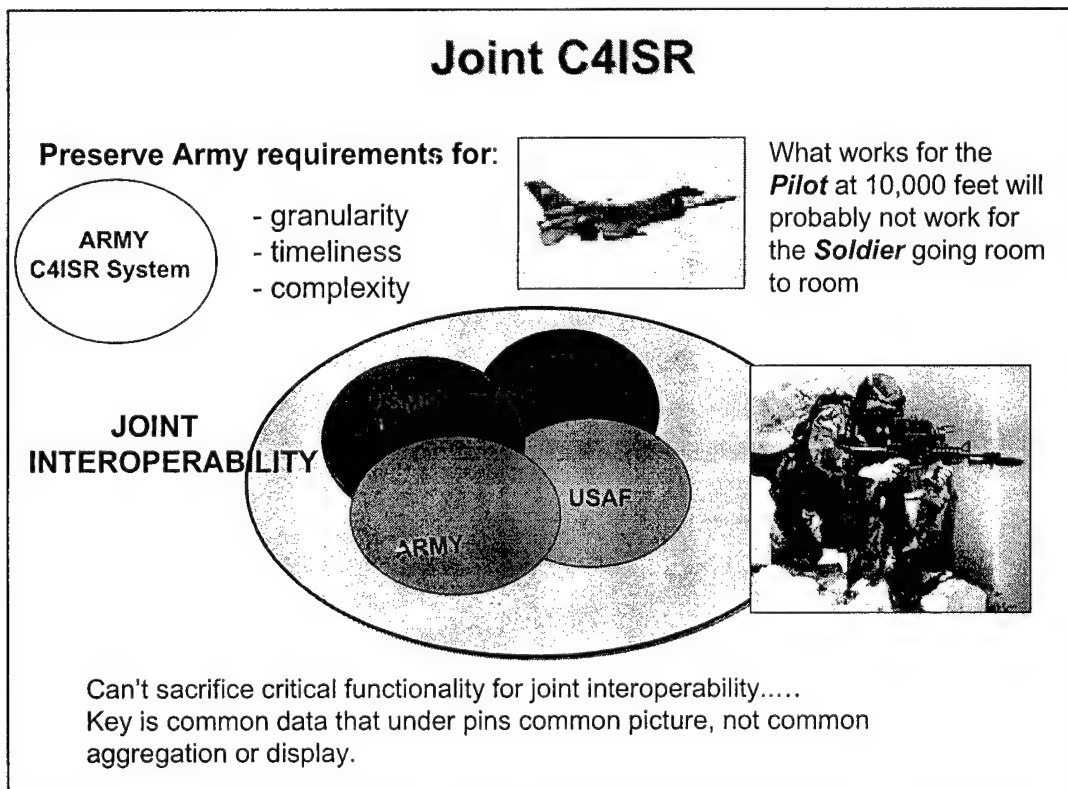 Joint C4ISR
Preserve Army requirements for:
ARMY
C4ISR System
- granularity
- timeliness
- complexity
What works for the
Pilot at 10,000 feet will
probably not work for
the Soldier going room
to room
JOINT
INTEROPERABILITY
USAF
ARMY
Can't sacrifice critical functionality for joint interoperability.....
Key is common data that under pins common picture, not common
aggregation or display.